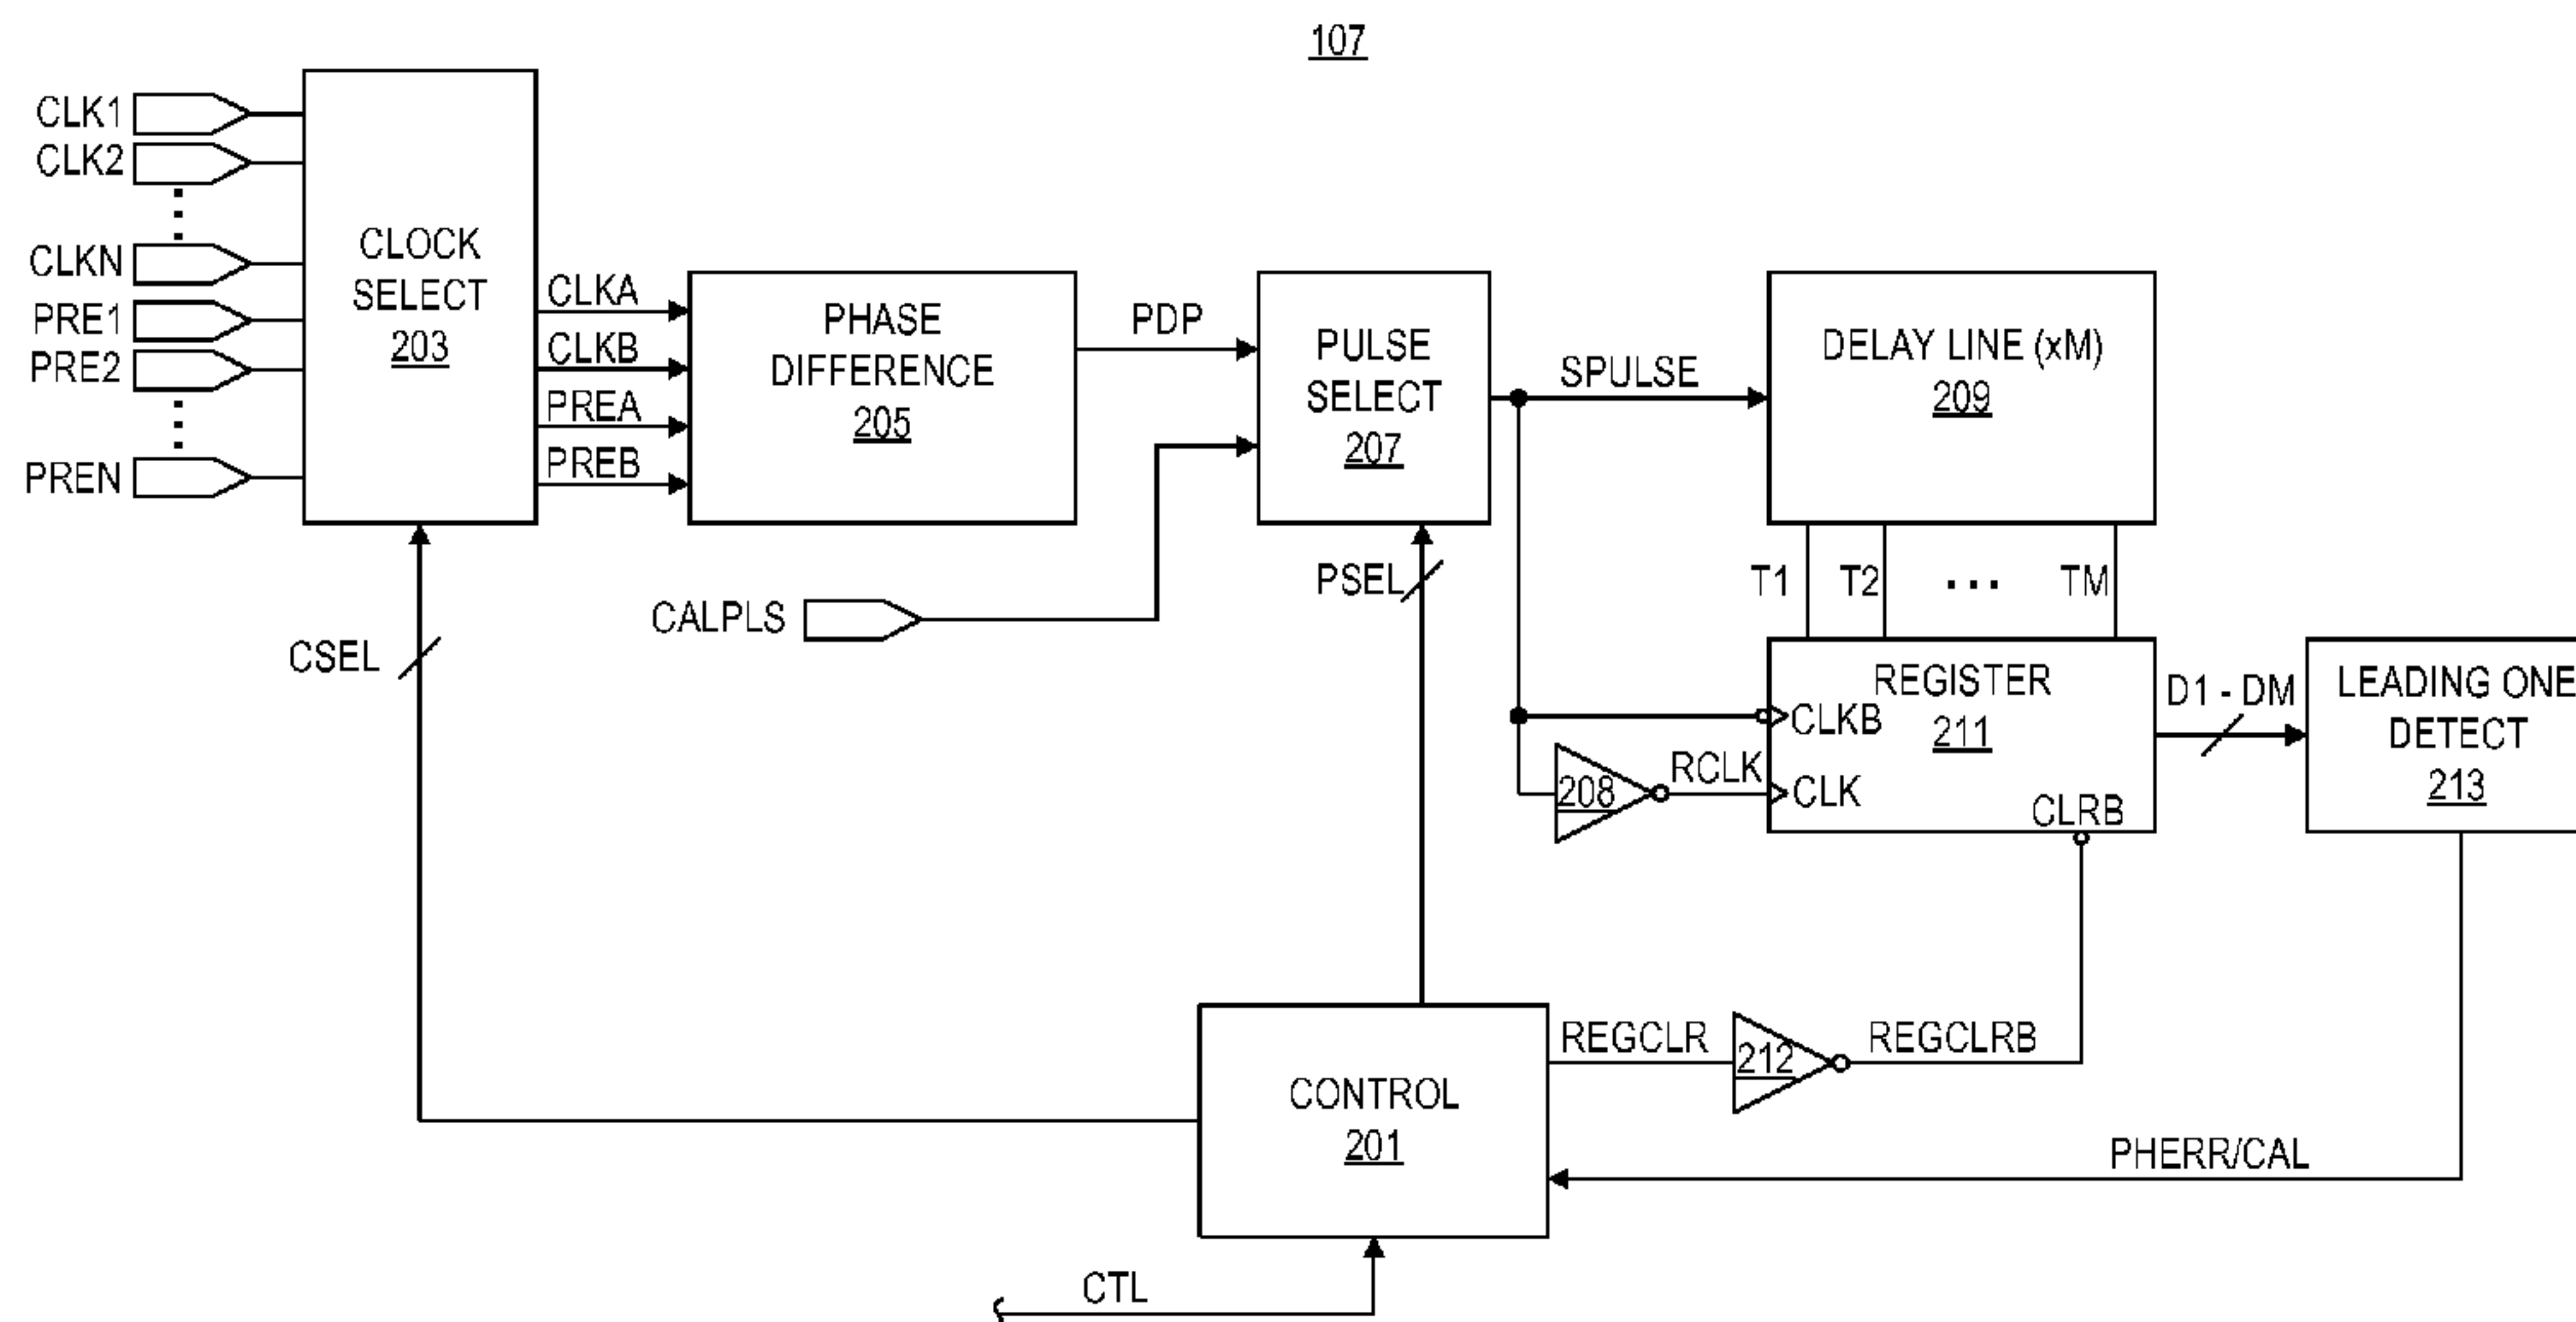 107
CLK1
CLK2
CLKN
PRE1
PRE2
PREN
CLOCK
SELECT
203
CLKA
CLKB
PREA
PREB
PHASE
DIFFERENCE
205
PDP
CALPLS
PULSE
SELECT
207
SPULSE
DELAY LINE (xM)
209
T1
T2
...
TM
CSEL
PSEL
REGISTER
211
CLKB
CLK
CLRB
208
RCLK
D1 - DM
LEADING ONE
DETECT
213
CONTROL
201
REGCLR
212
REGCLRB
PHERR/CAL
CTL